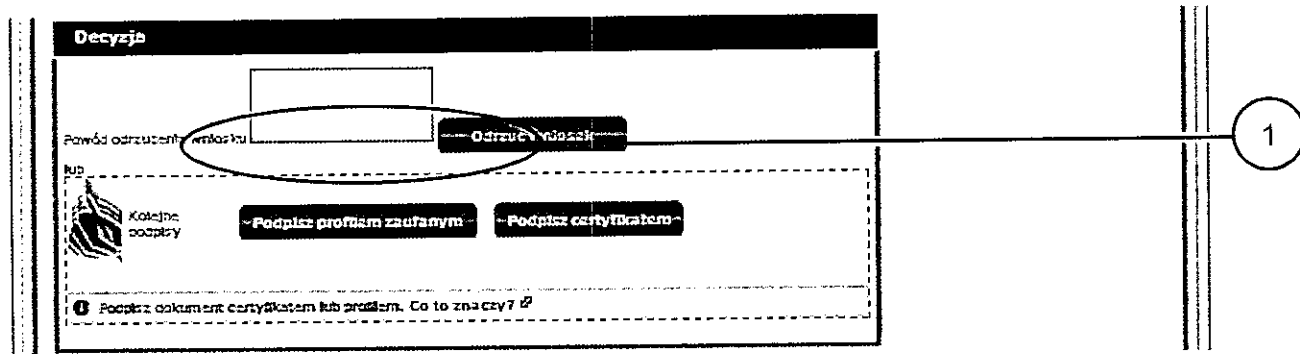 Decyzja
Powód odrzucenia wniosku
Odrzuć wniosek
lub
Kolejne
podpisy
Podpisz profilem zaufanym
Podpisz certyfikatem
Podpisz dokument certyfikatem lub profilem. Co to znaczy?
1